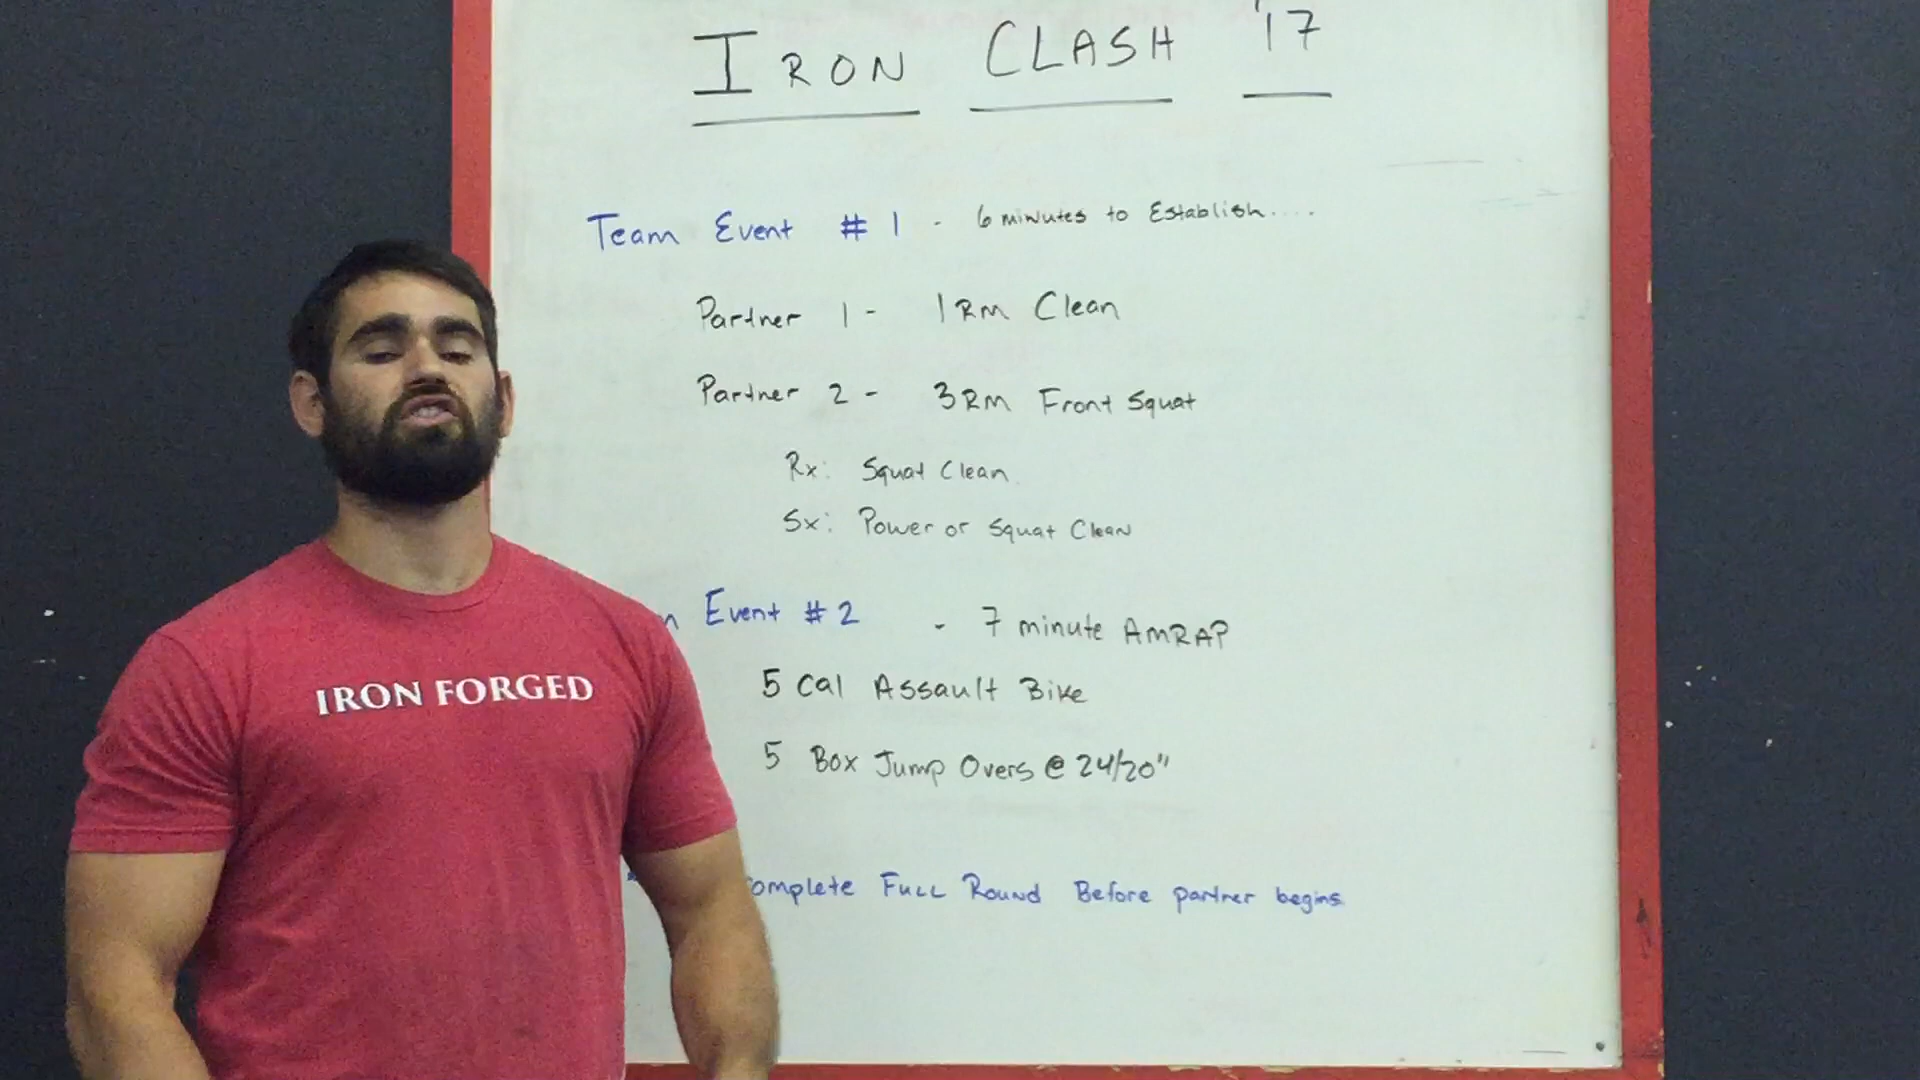 IRON CLASH '17
Team Event # 1 - 6 minutes to Establish....
Partner 1 - 1RM Clean
Partner 2 - 3RM Front Squat
Rx: Squat Clean
Sx: Power or Squat Clean
Event # 2 - 7 minute AMRAP
5 Cal Assault Bike
5 Box Jump Overs @ 24/20"
omplete FULL Round Before partner begins
IRON FORGED